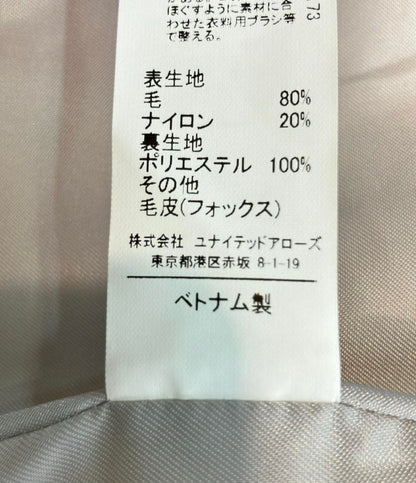 ほぐすように素材に合
わせた衣料用ブラシ等
で整える。
73
表生地
毛 80%
ナイロン 20%
裏生地
ポリエステル 100%
その他
毛皮(フォックス)
株式会社 ユナイテッドアローズ
東京都港区赤坂 8-1-19
ベトナム製